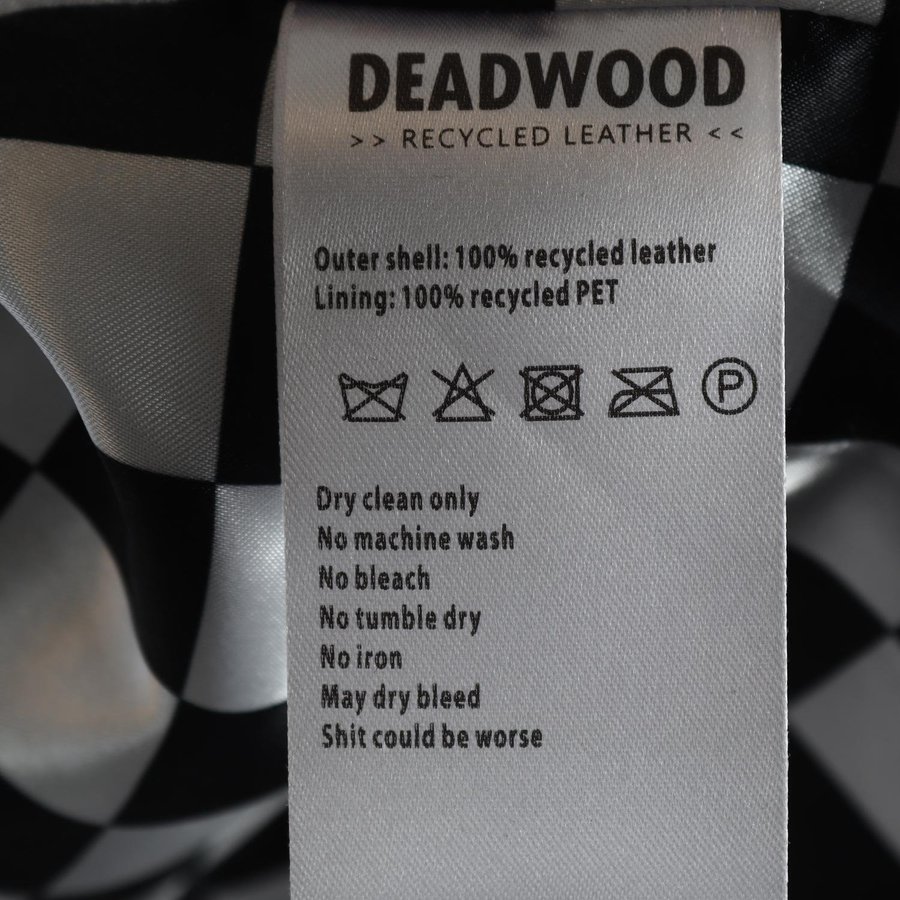 DEADWOOD
>> RECYCLED LEATHER <<
Outer shell: 100% recycled leather
Lining: 100% recycled PET
P
Dry clean only
No machine wash
No bleach
No tumble dry
No iron
May dry bleed
Shit could be worse